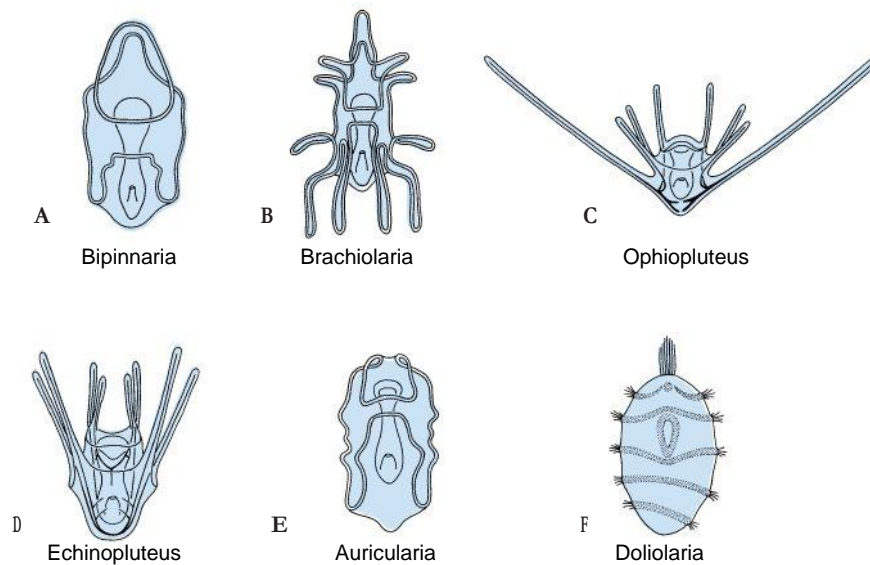 A
Bipinnaria
B
Brachiolaria
C
Ophiopluteus
D
Echinopluteus
E
Auricularia
F
Doliolaria